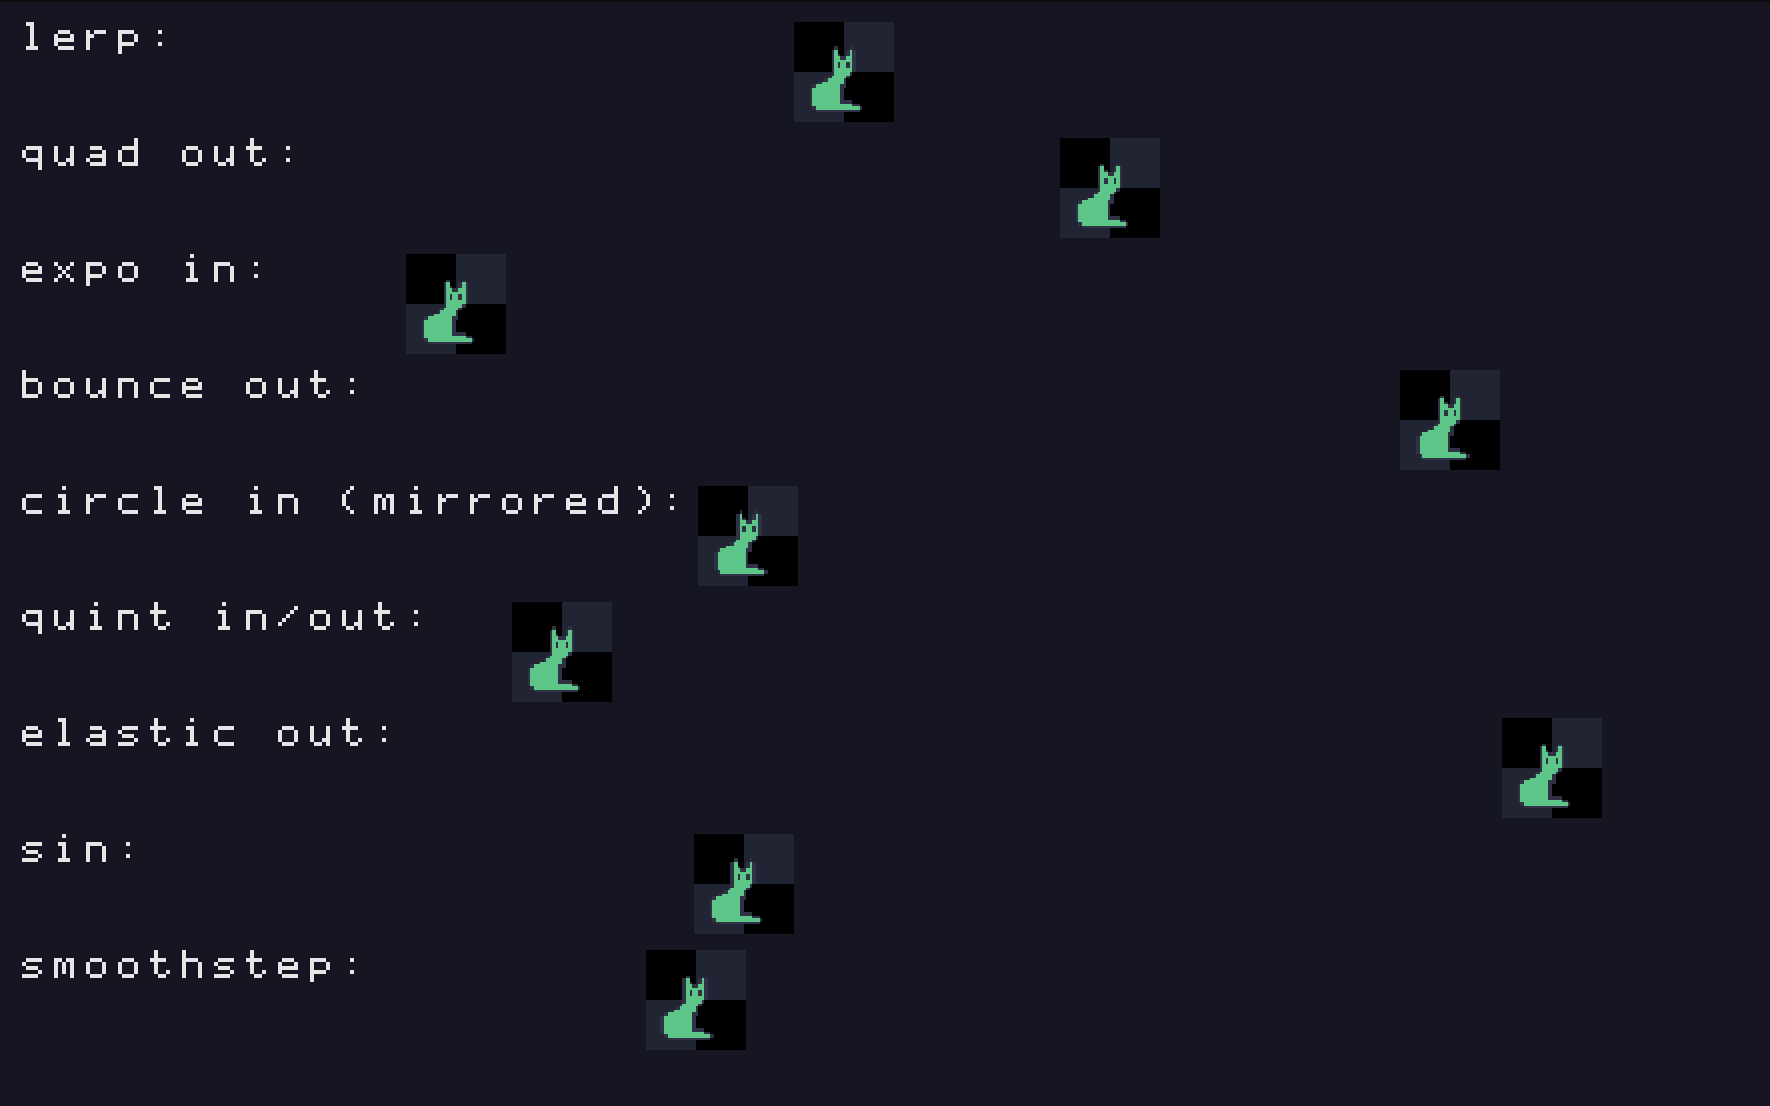 lerp:
quad out:
expo in:
bounce out:
circle in (mirrored):
quint in/out:
elastic out:
sin:
smoothstep: